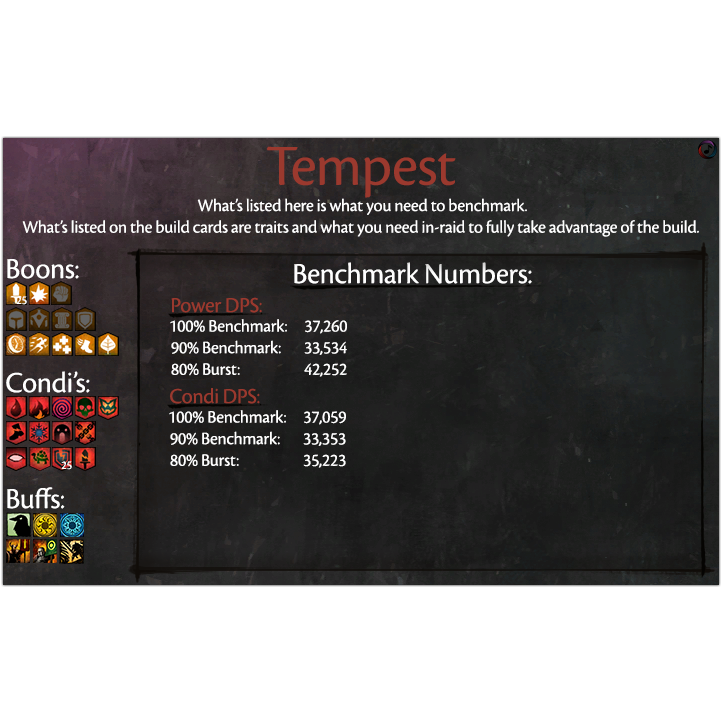 Tempest
What's listed here is what you need to benchmark.
What's listed on the build cards are traits and what you need in-raid to fully take advantage of the build.
Boons:
25
Condi's:
25
Buffs:
Benchmark Numbers:
Power DPS:
100% Benchmark: 37,260
90% Benchmark: 33,534
80% Burst: 42,252
Condi DPS:
100% Benchmark: 37,059
90% Benchmark: 33,353
80% Burst: 35,223